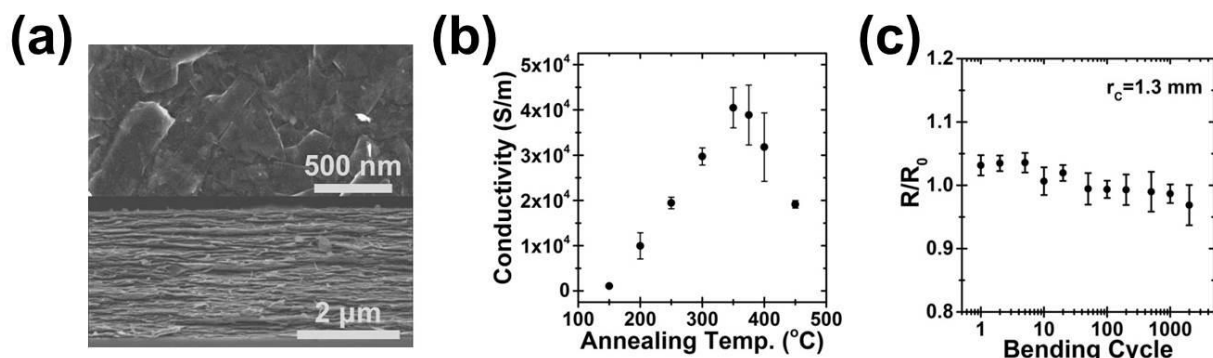 (a)
500 nm
2 μm
(b)
Conductivity (S/m)
5x10⁴
4x10⁴
3x10⁴
2x10⁴
1x10⁴
0
100 200 300 400 500
Annealing Temp. (°C)
(c)
R/R₀
1.2
1.1
1.0
0.9
0.8
r_C=1.3 mm
1 10 100 1000
Bending Cycle